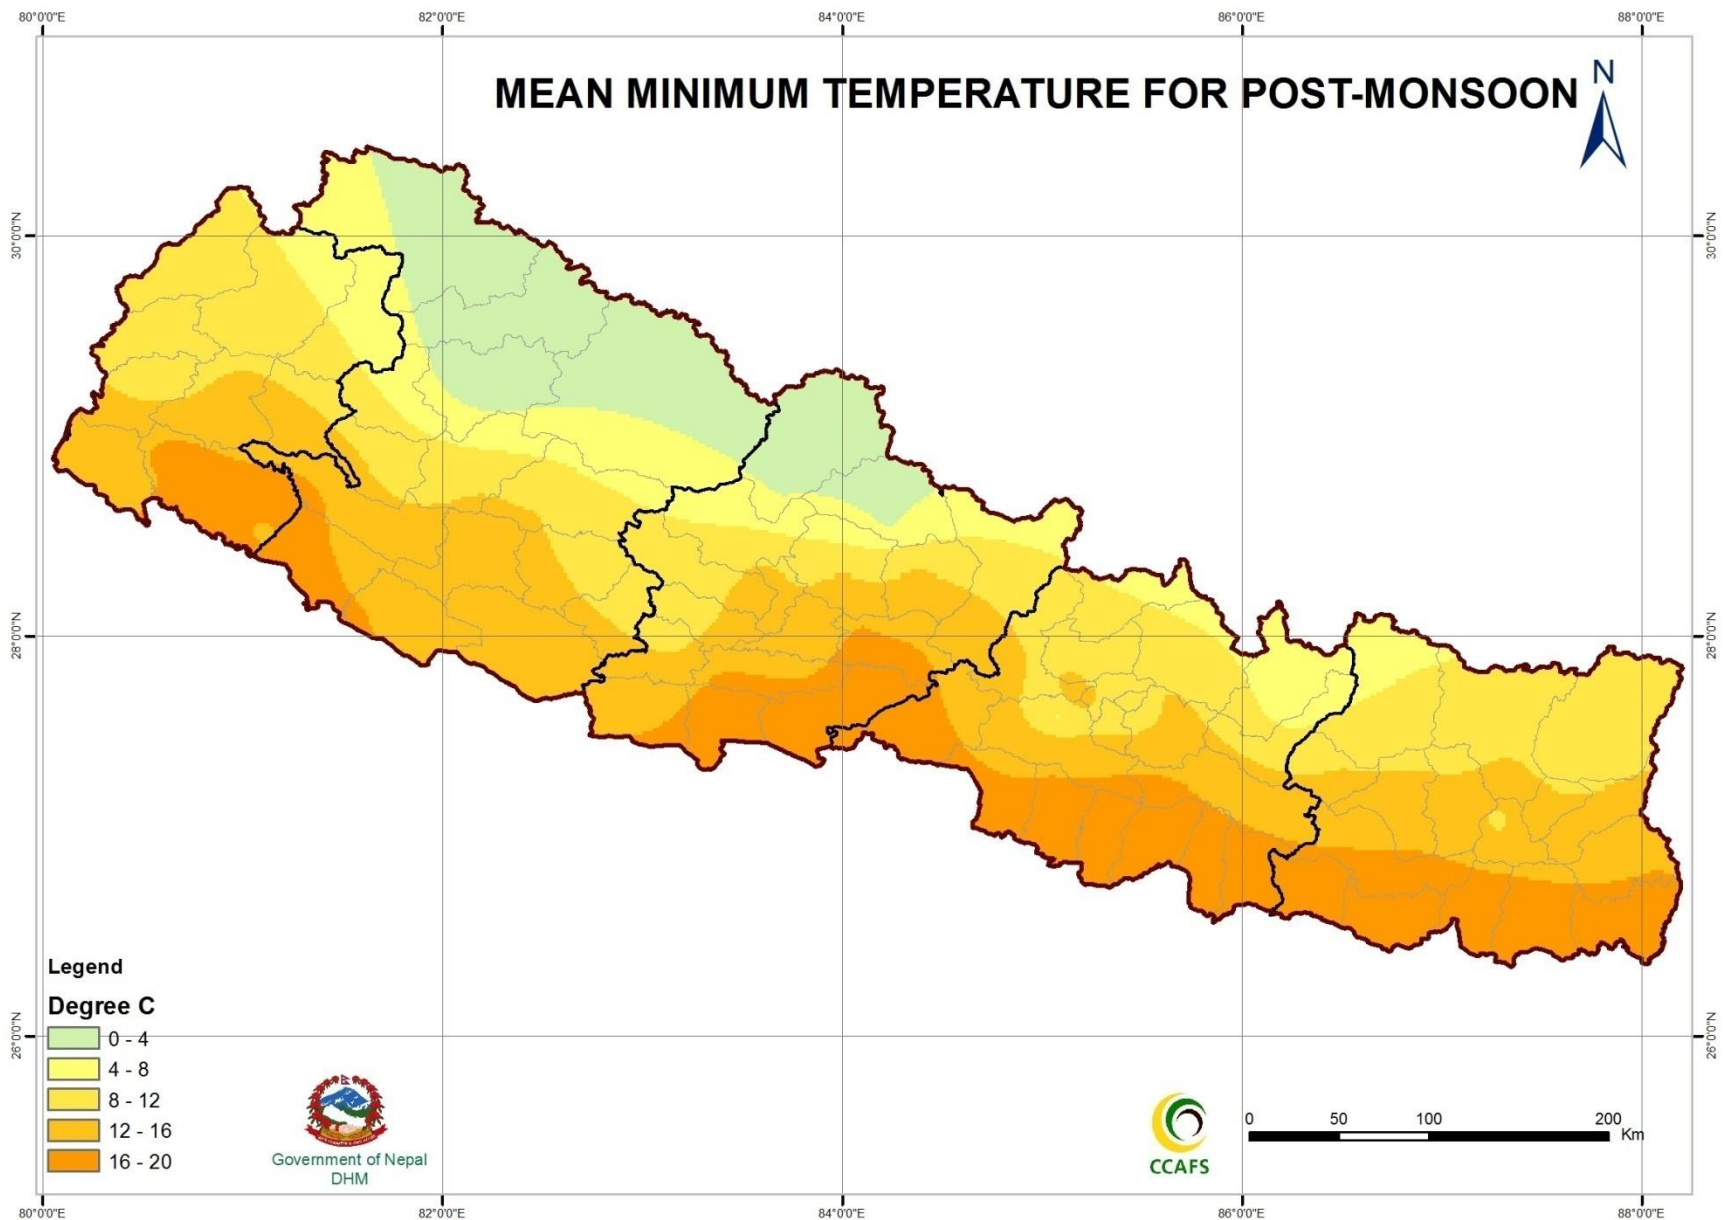 80°0'0"E 82°0'0"E 84°0'0"E 86°0'0"E 88°0'0"E
MEAN MINIMUM TEMPERATURE FOR POST-MONSOON
N
30°0'0"N 30°0'0"N
28°0'0"N 28°0'0"N
26°0'0"N 26°0'0"N
Legend
Degree C
0 - 4
4 - 8
8 - 12
12 - 16
16 - 20
Government of Nepal
DHM
CCAFS
0 50 100 200
Km
80°0'0"E 82°0'0"E 84°0'0"E 86°0'0"E 88°0'0"E